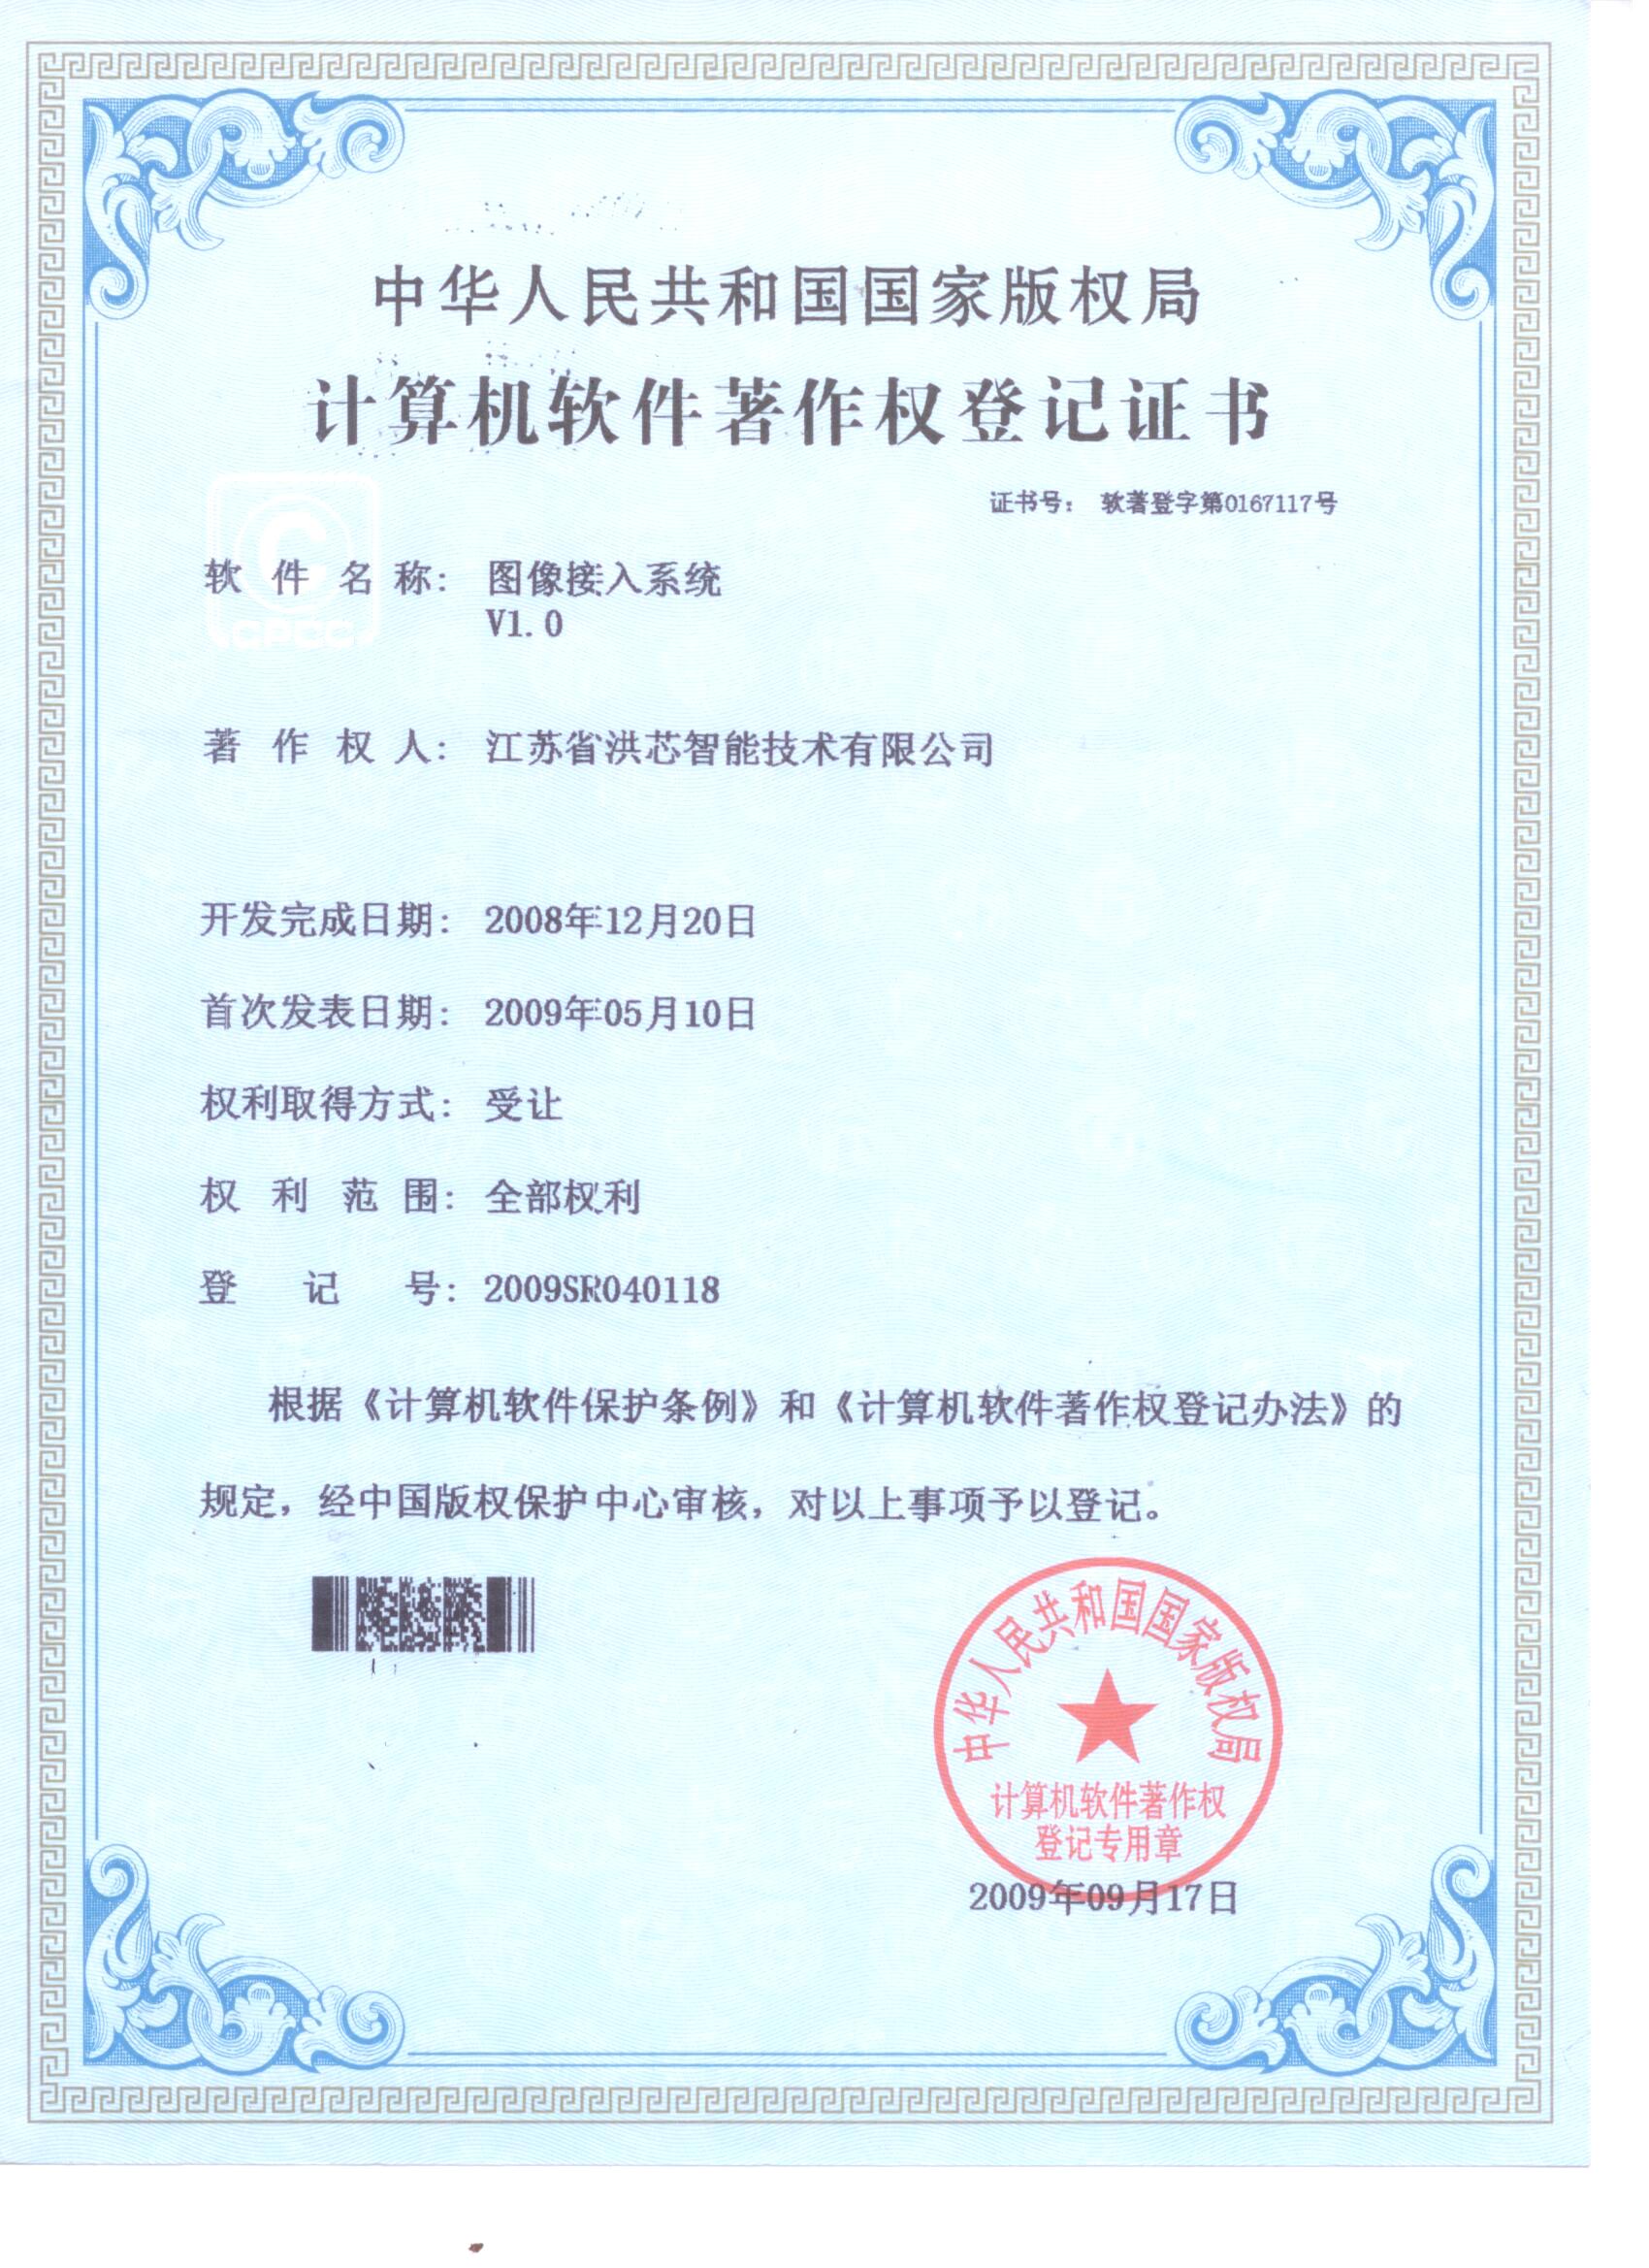 中华人民共和国国家版权局
计算机软件著作权登记证书
证书号： 软著登字第0167117号
CPCC
软件名称： 图像接入系统
V1.0
著作权人： 江苏省洪芯智能技术有限公司
开发完成日期： 2008年12月20日
首次发表日期： 2009年05月10日
权利取得方式： 受让
权利范围： 全部权利
登记号： 2009SR040118
根据《计算机软件保护条例》和《计算机软件著作权登记办法》的
规定，经中国版权保护中心审核，对以上事项予以登记。
中华人民共和国国家版权局
计算机软件著作权
登记专用章
2009年09月17日